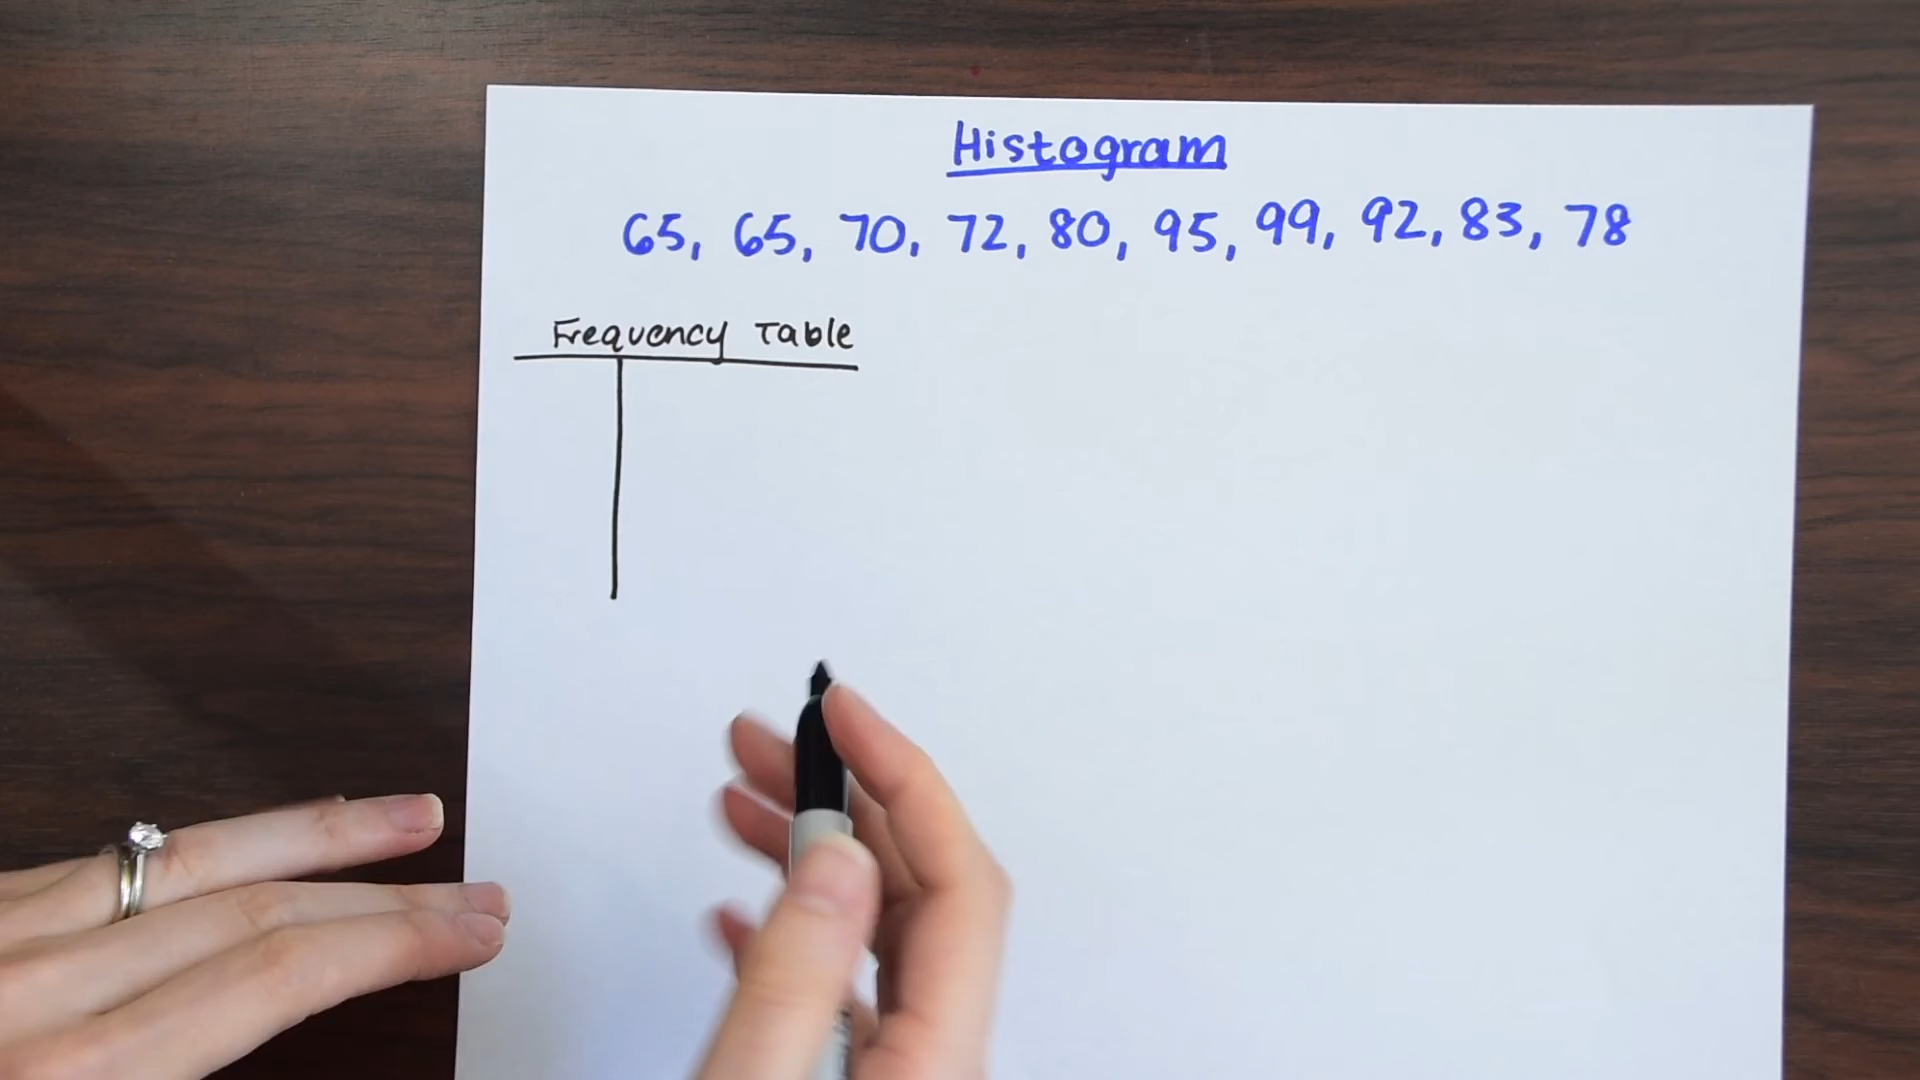 Histogram
65, 65, 70, 72, 80, 95, 99, 92, 83, 78
Frequency Table